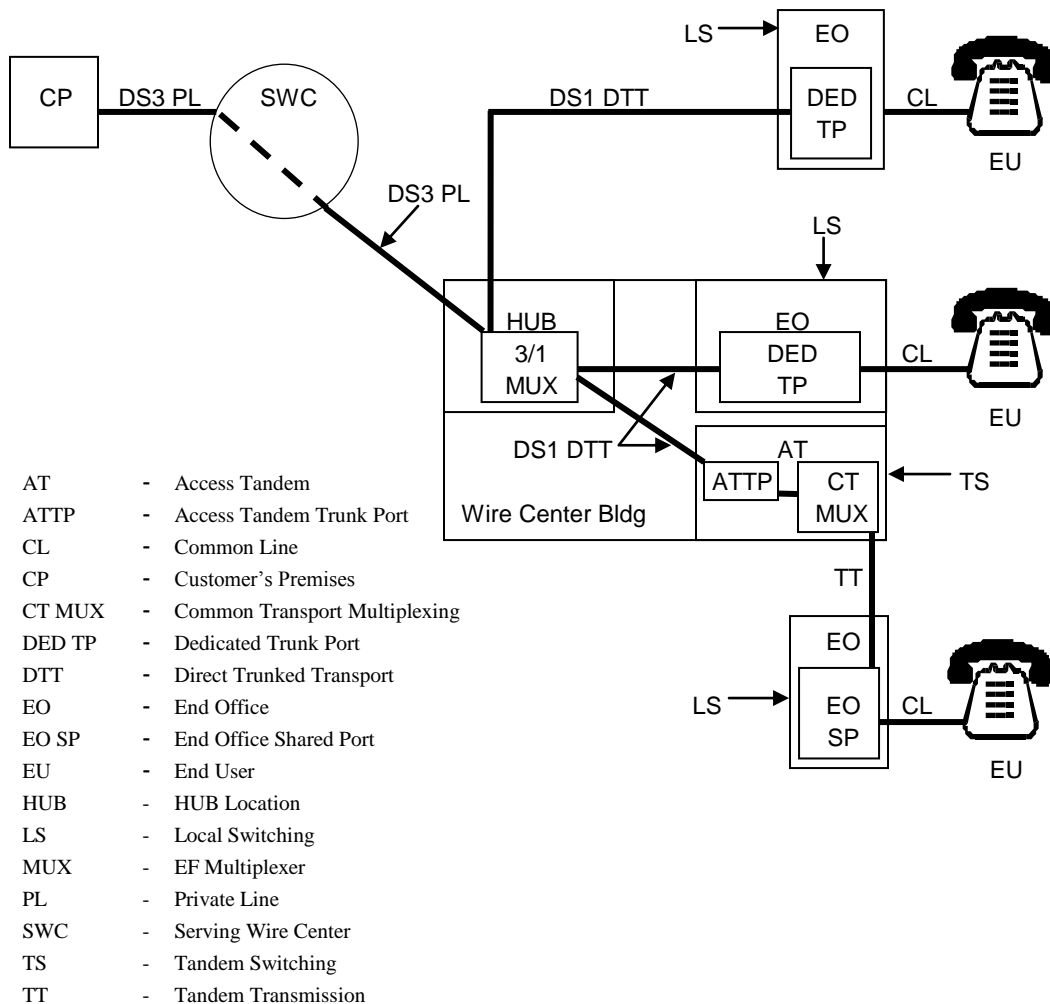 LS
EO
CP
DS3 PL
SWC
DS1 DTT
DED
TP
CL
EU
DS3 PL
LS
HUB
3/1
MUX
EO
DED
TP
CL
EU
DS1 DTT
AT
ATTP
CT
MUX
TS
Wire Center Bldg
TT
EO
LS
EO
SP
CL
EU
AT - Access Tandem
ATTP - Access Tandem Trunk Port
CL - Common Line
CP - Customer’s Premises
CT MUX - Common Transport Multiplexing
DED TP - Dedicated Trunk Port
DTT - Direct Trunked Transport
EO - End Office
EO SP - End Office Shared Port
EU - End User
HUB - HUB Location
LS - Local Switching
MUX - EF Multiplexer
PL - Private Line
SWC - Serving Wire Center
TS - Tandem Switching
TT - Tandem Transmission